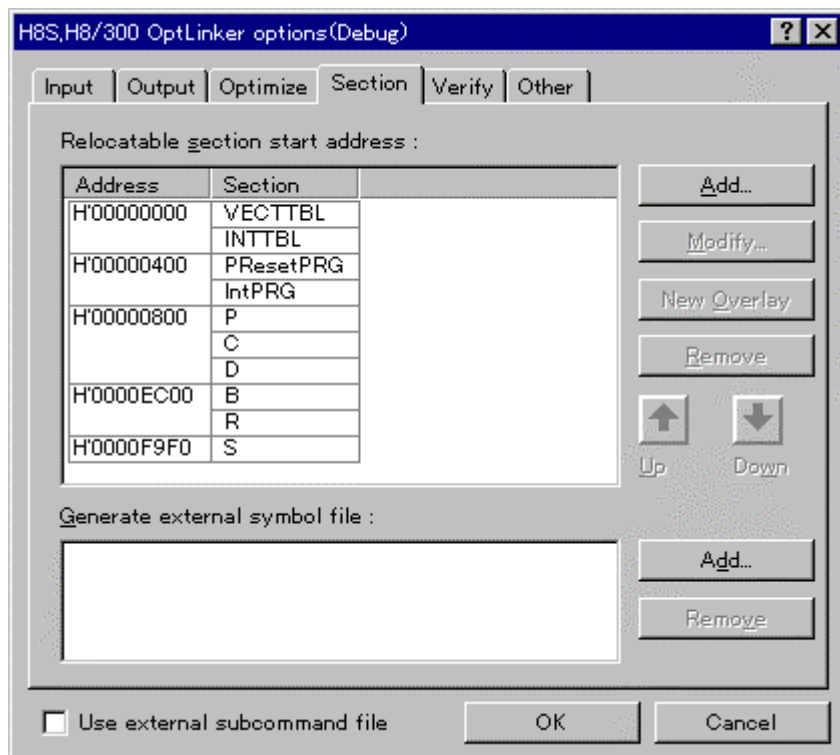 H8S,H8/300 OptLinker options(Debug)
Input Output Optimize Section Verify Other
Relocatable section start address :
Address Section
Add...
H'00000000 VECTTBL
INTTBL
Modify...
H'00000400 PResetPRG
IntPRG
New Overlay
H'00000800 P
C
Remove
D
H'0000EC00 B
R
H'0000F9F0 S
Up Down
Generate external symbol file :
Add...
Remove
Use external subcommand file OK Cancel